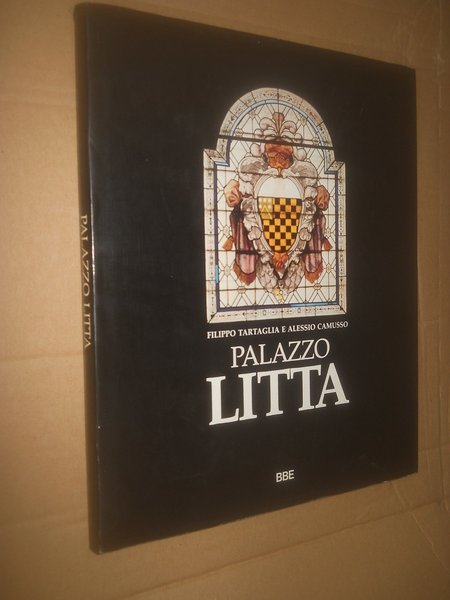 FILIPPO TARTAGLIA E ALESSIO CAMUSSO
PALAZZO
LITTA
BBE
PALAZZO LITTA